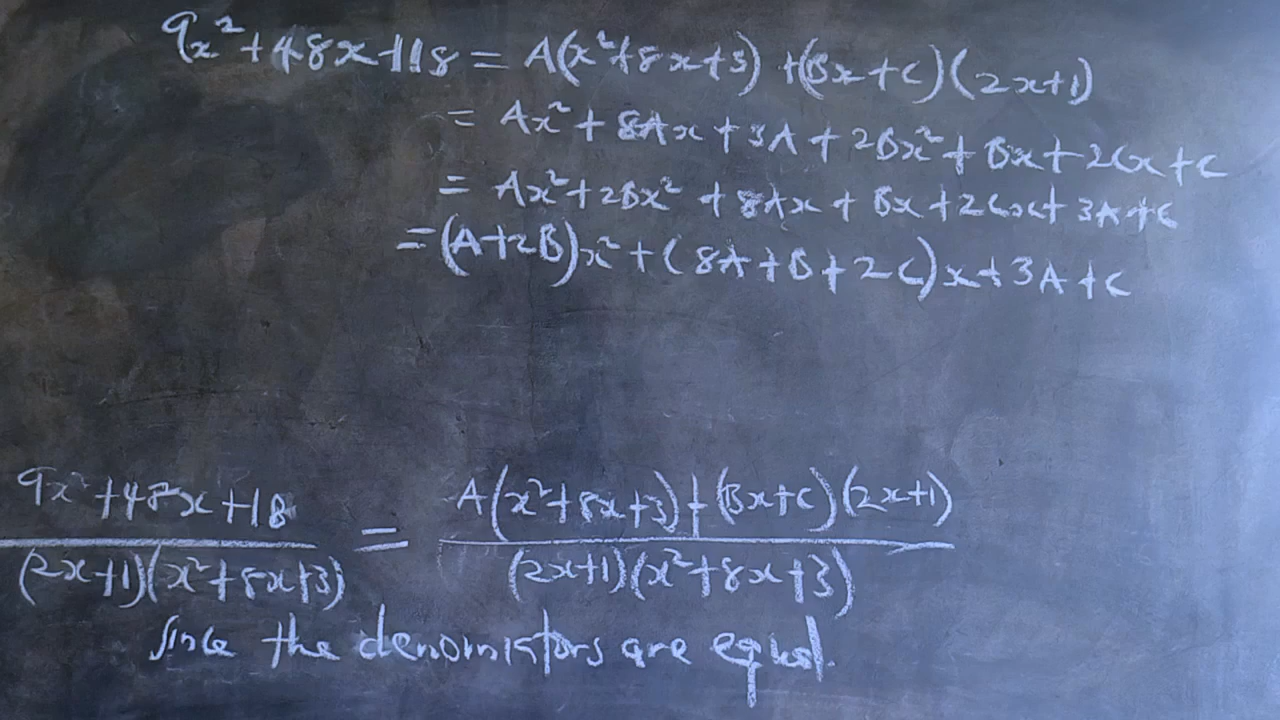 9x²+48x+18 = A(x²+8x+3) +(Bx+C)(2x+1)
= Ax² + 8Ax + 3A + 2Bx² + Bx + 2Cx + C
= Ax² + 2Bx² + 8Ax + Bx + 2Cx + 3A + C
= (A+2B)x² + (8A+B+2C)x + 3A + C
9x²+48x+18 / (2x+1)(x²+8x+3) = A(x²+8x+3)+(Bx+C)(2x+1) / (2x+1)(x²+8x+3)
Since the denominators are equal.